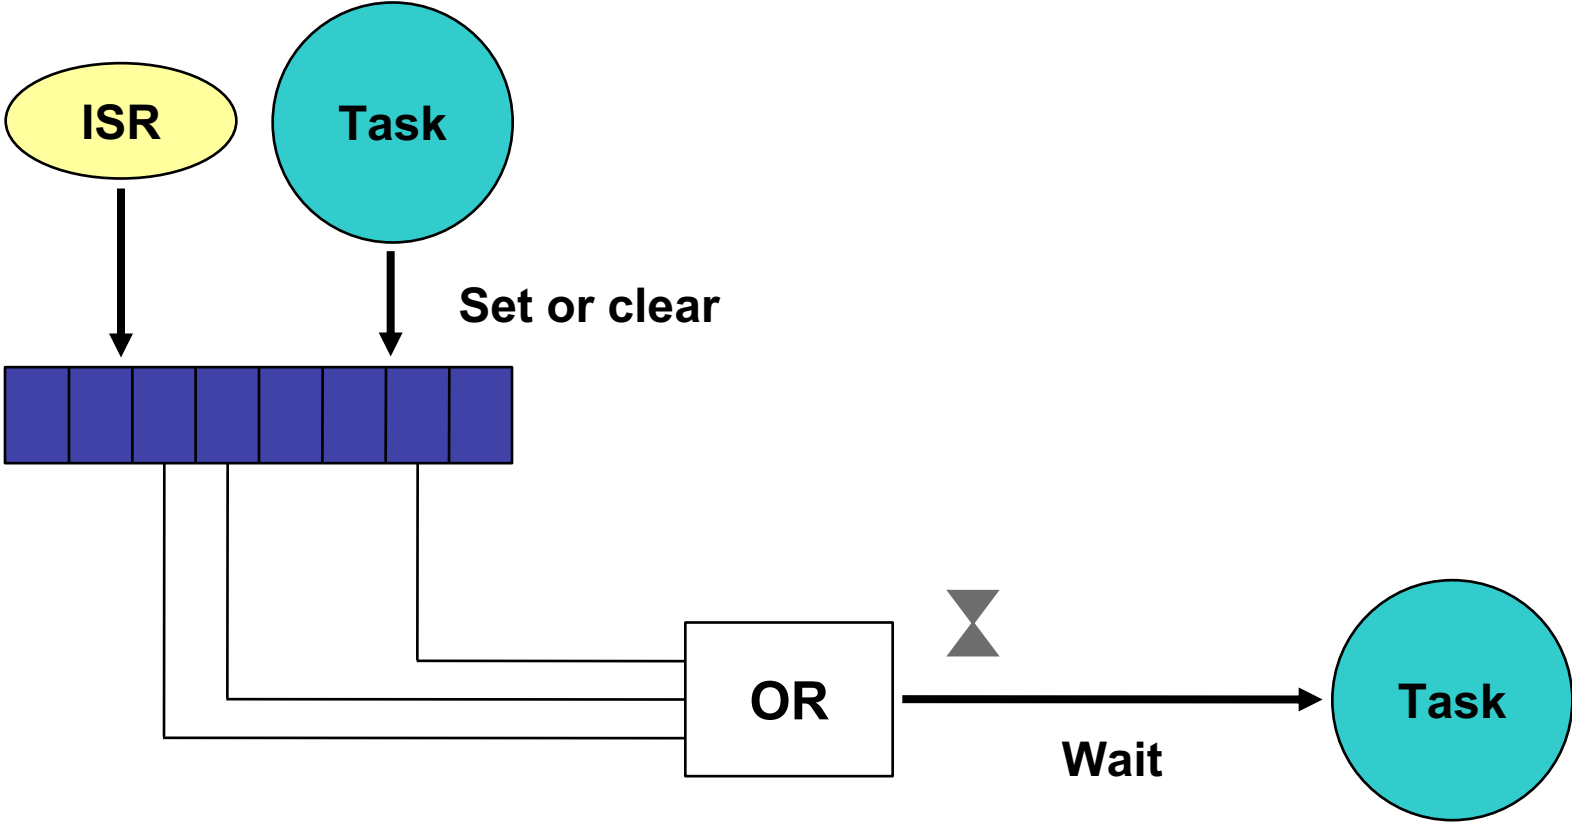 ISR
Task
Set or clear
OR
Wait
Task